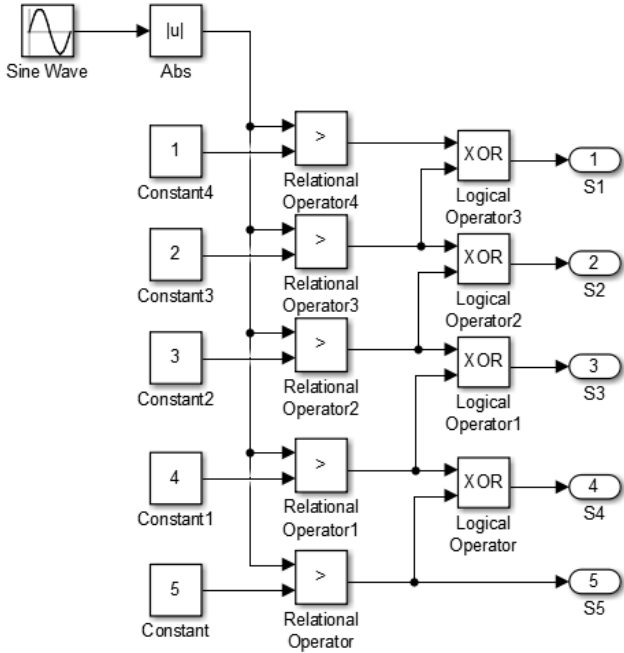 |u|
Sine Wave
Abs
1
>
XOR
1
Constant4
Relational
Operator4
Logical
Operator3
S1
2
>
XOR
2
Constant3
Relational
Operator3
Logical
Operator2
S2
3
>
XOR
3
Constant2
Relational
Operator2
Logical
Operator1
S3
4
>
XOR
4
Constant1
Relational
Operator1
Logical
Operator
S4
5
>
5
Constant
Relational
Operator
S5